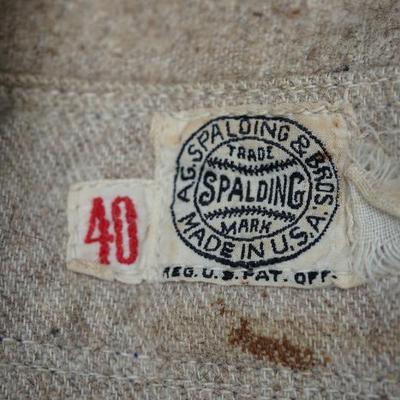 A.G. SPALDING & BROS.
TRADE
SPALDING
MARK
MADE IN U.S.A.
REG. U.S. PAT. OFF.
40